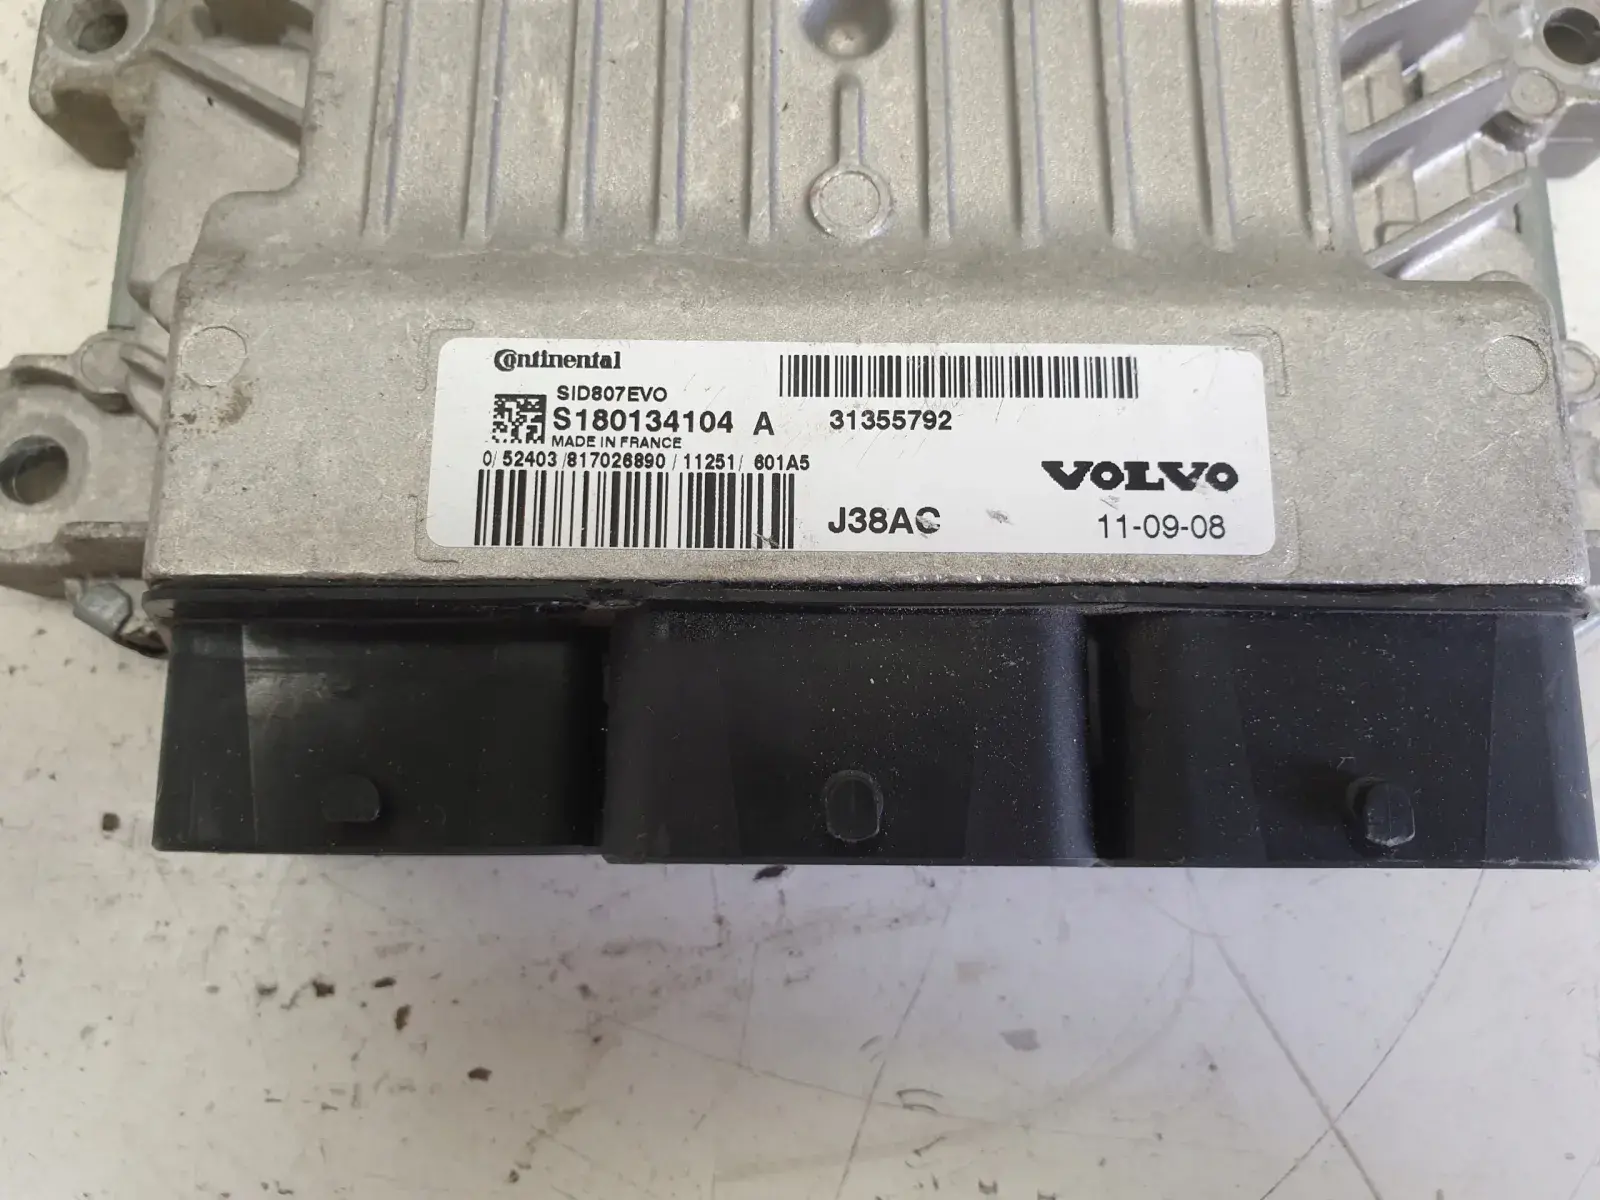 Continental
SID807EVO
S180134104 A
MADE IN FRANCE
0/ 52403 /817026890 / 11251/ 601A5
31355792
VOLVO
J38AC
11-09-08